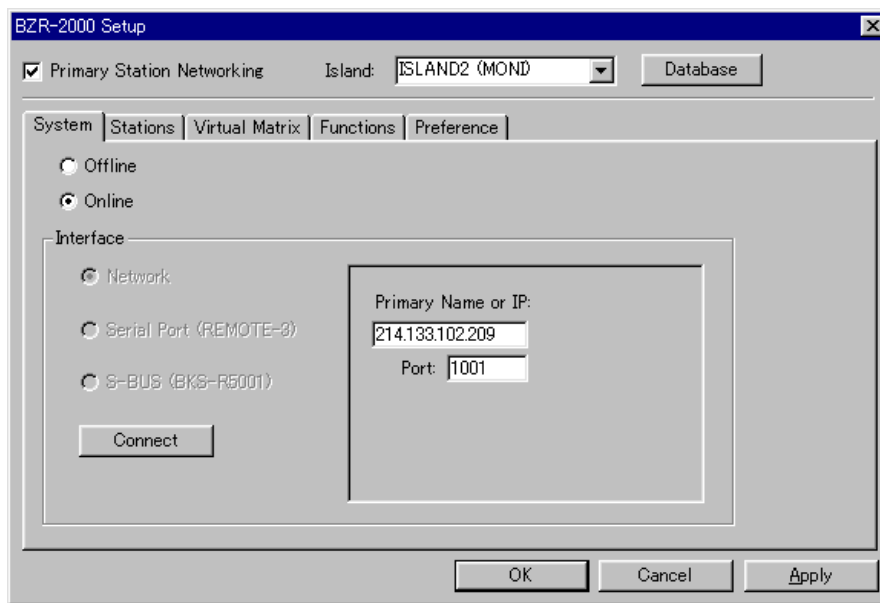 BZR-2000 Setup
Primary Station Networking Island: ISLAND2 (MONI) Database
System Stations Virtual Matrix Functions Preference
Offline
Online
Interface
Network
Primary Name or IP:
Serial Port (REMOTE-3)
214.133.102.209
Port: 1001
S-BUS (BKS-R5001)
Connect
OK Cancel Apply